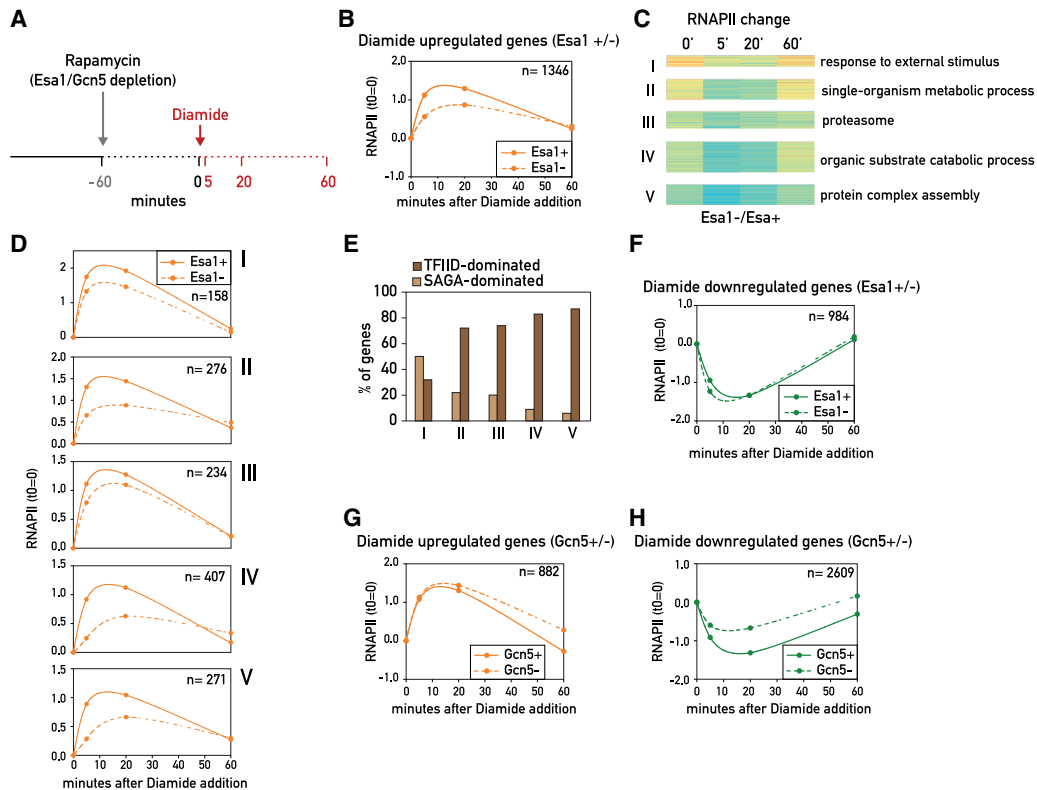 A
Rapamycin
(Esa1/Gcn5 depletion)
Diamide
-60
0
5
20
60
minutes
B
Diamide upregulated genes (Esa1 +/-)
n= 1346
2.0
1.0
0.0
-1.0
RNAPII (t0=0)
Esa1+
Esa1-
0 10 20 30 40 50 60
minutes after Diamide addition
C
RNAPII change
0' 5' 20' 60'
I response to external stimulus
II single-organism metabolic process
III proteasome
IV organic substrate catabolic process
V protein complex assembly
Esa1-/Esa+
D
I
Esa1+
Esa1-
n=158
2
1
0
II
n= 276
2.0
1.5
1.0
0.5
0.0
III
n= 234
1.5
1.0
0.5
0.0
RNAPII (t0=0)
IV
n= 407
1.5
1.0
0.5
0.0
V
n= 271
1.5
1.0
0.5
0.0
0 10 20 30 40 50 60
minutes after Diamide addition
E
TFIID-dominated
SAGA-dominated
100
80
60
40
20
0
% of genes
I II III IV V
F
Diamide downregulated genes (Esa1+/-)
n= 984
1.0
0.0
-1.0
-2.0
RNAPII (t0=0)
Esa1+
Esa1-
0 10 20 30 40 50 60
minutes after Diamide addition
G
Diamide upregulated genes (Gcn5+/-)
n= 882
2.0
1.0
0.0
-1.0
RNAPII (t0=0)
Gcn5+
Gcn5-
0 10 20 30 40 50 60
minutes after Diamide addition
H
Diamide downregulated genes (Gcn5+/-)
n= 2609
1.0
0.0
-1.0
-2.0
RNAPII (t0=0)
Gcn5+
Gcn5-
0 10 20 30 40 50 60
minutes after Diamide addition